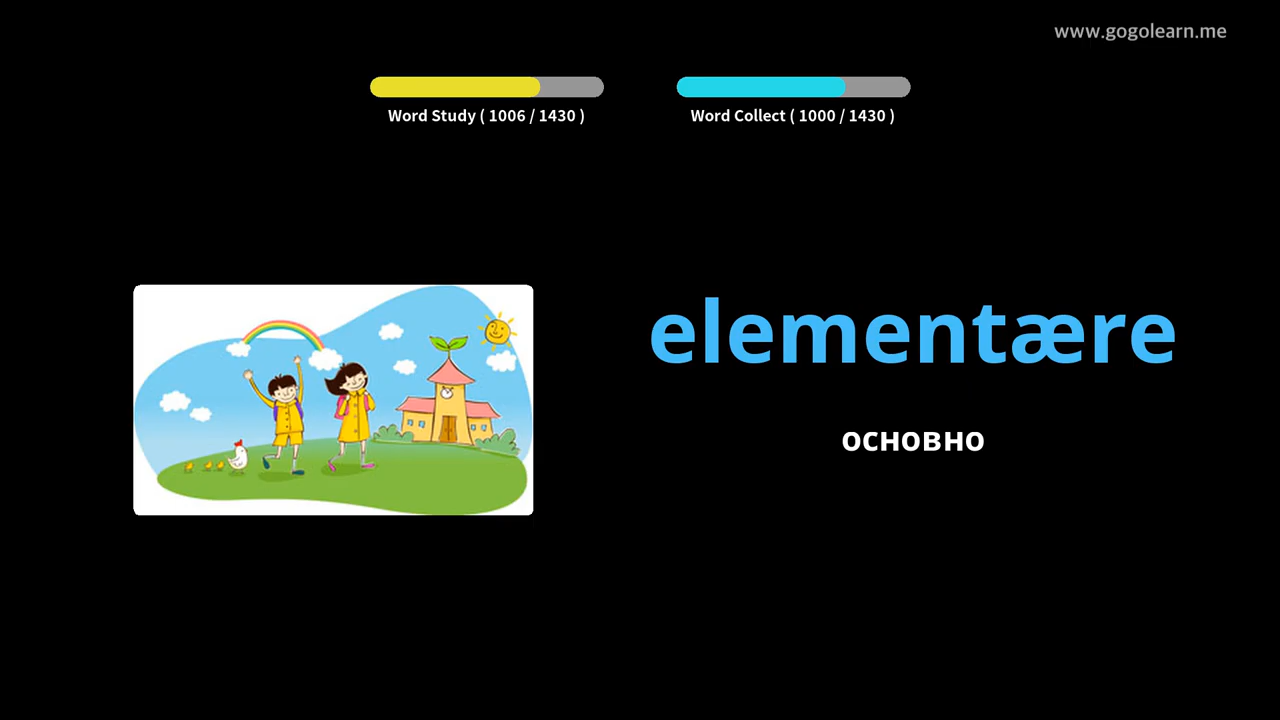 www.gogolearn.me
Word Study ( 1006 / 1430 )
Word Collect ( 1000 / 1430 )
elementære
основно